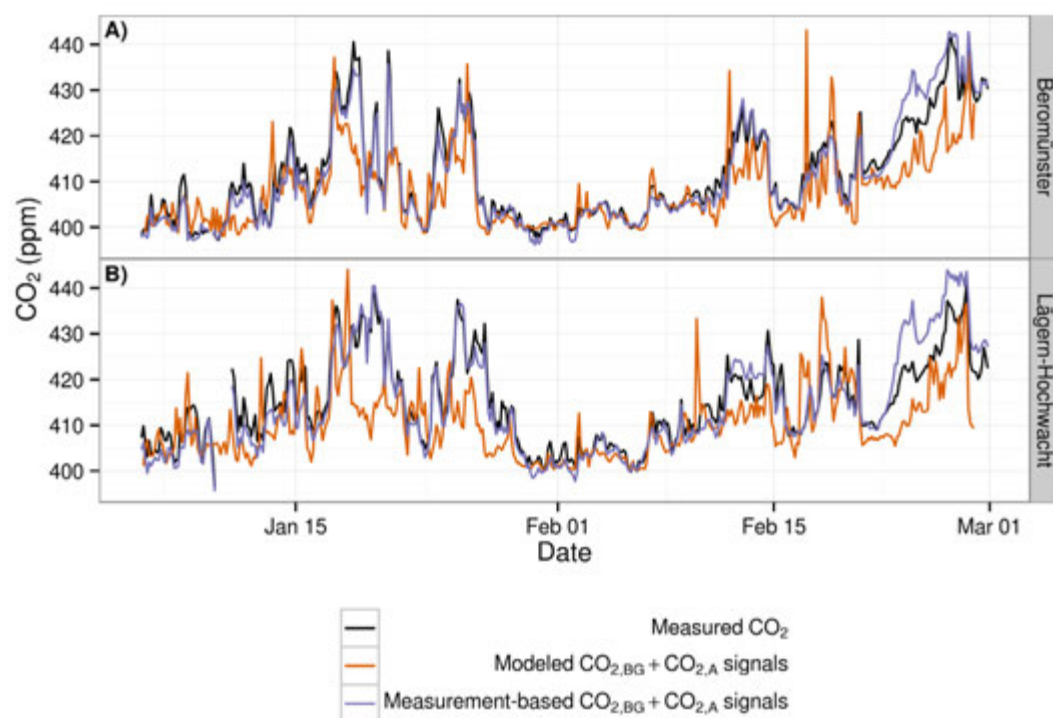 A)
440
430
420
410
400
Beromünster
B)
440
430
420
410
400
Lägern-Hochwacht
CO₂ (ppm)
Jan 15 Feb 01 Feb 15 Mar 01
Date
Measured CO₂
Modeled CO₂,BG + CO₂,A signals
Measurement-based CO₂,BG + CO₂,A signals